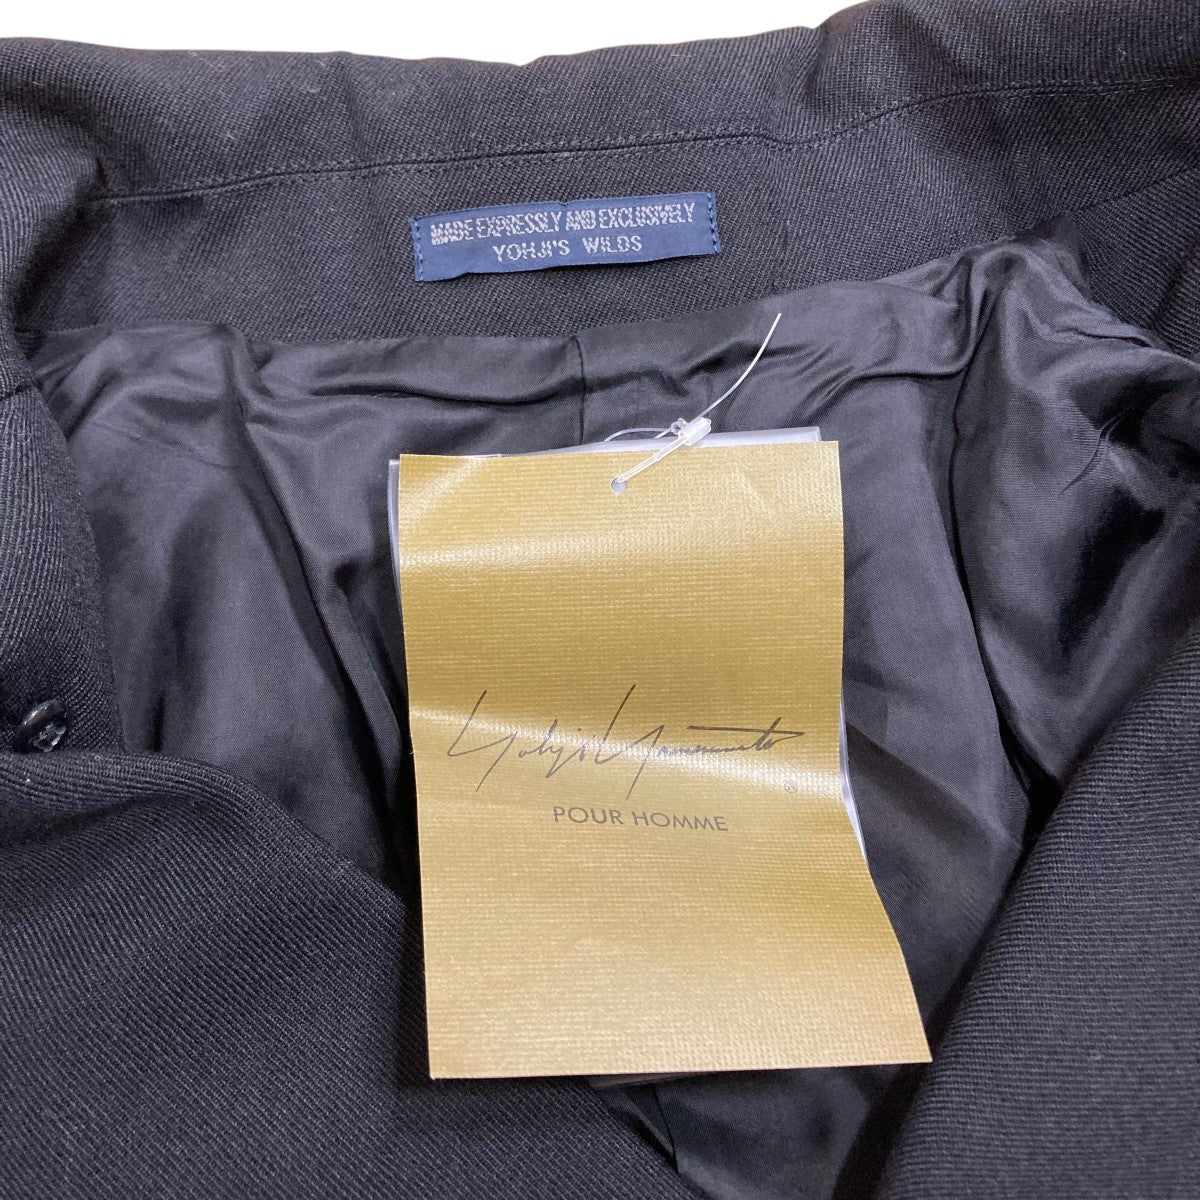 MADE EXPRESSLY AND EXCLUSIVELY
YOHJI'S WILDS
Yohji Yamamoto
®
POUR HOMME